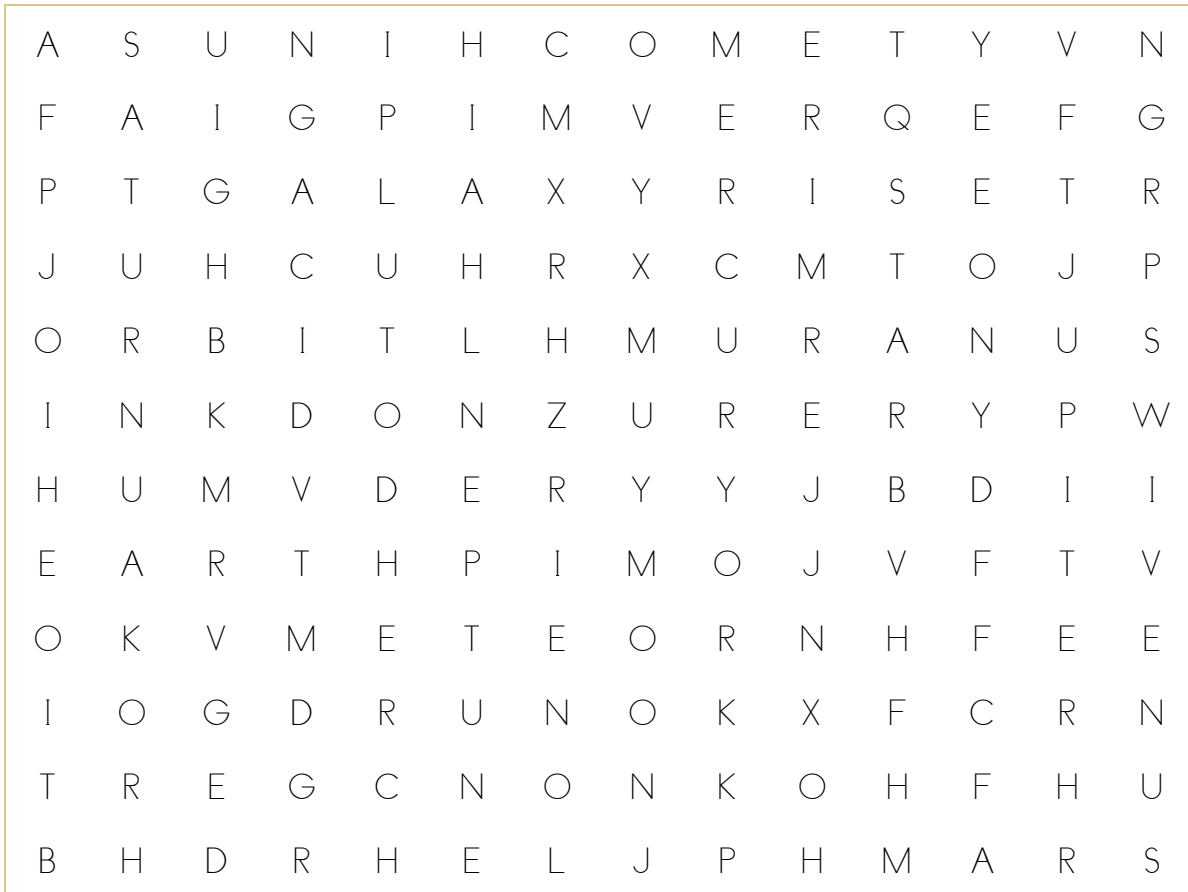 A S U N I H C O M E T Y V N
F A I G P I M V E R Q E F G
P T G A L A X Y R I S E T R
J U H C U H R X C M T O J P
O R B I T L H M U R A N U S
I N K D O N Z U R E R Y P W
H U M V D E R Y Y J B D I I
E A R T H P I M O J V F T V
O K V M E T E O R N H F E E
I O G D R U N O K X F C R N
T R E G C N O N K O H F H U
B H D R H E L J P H M A R S